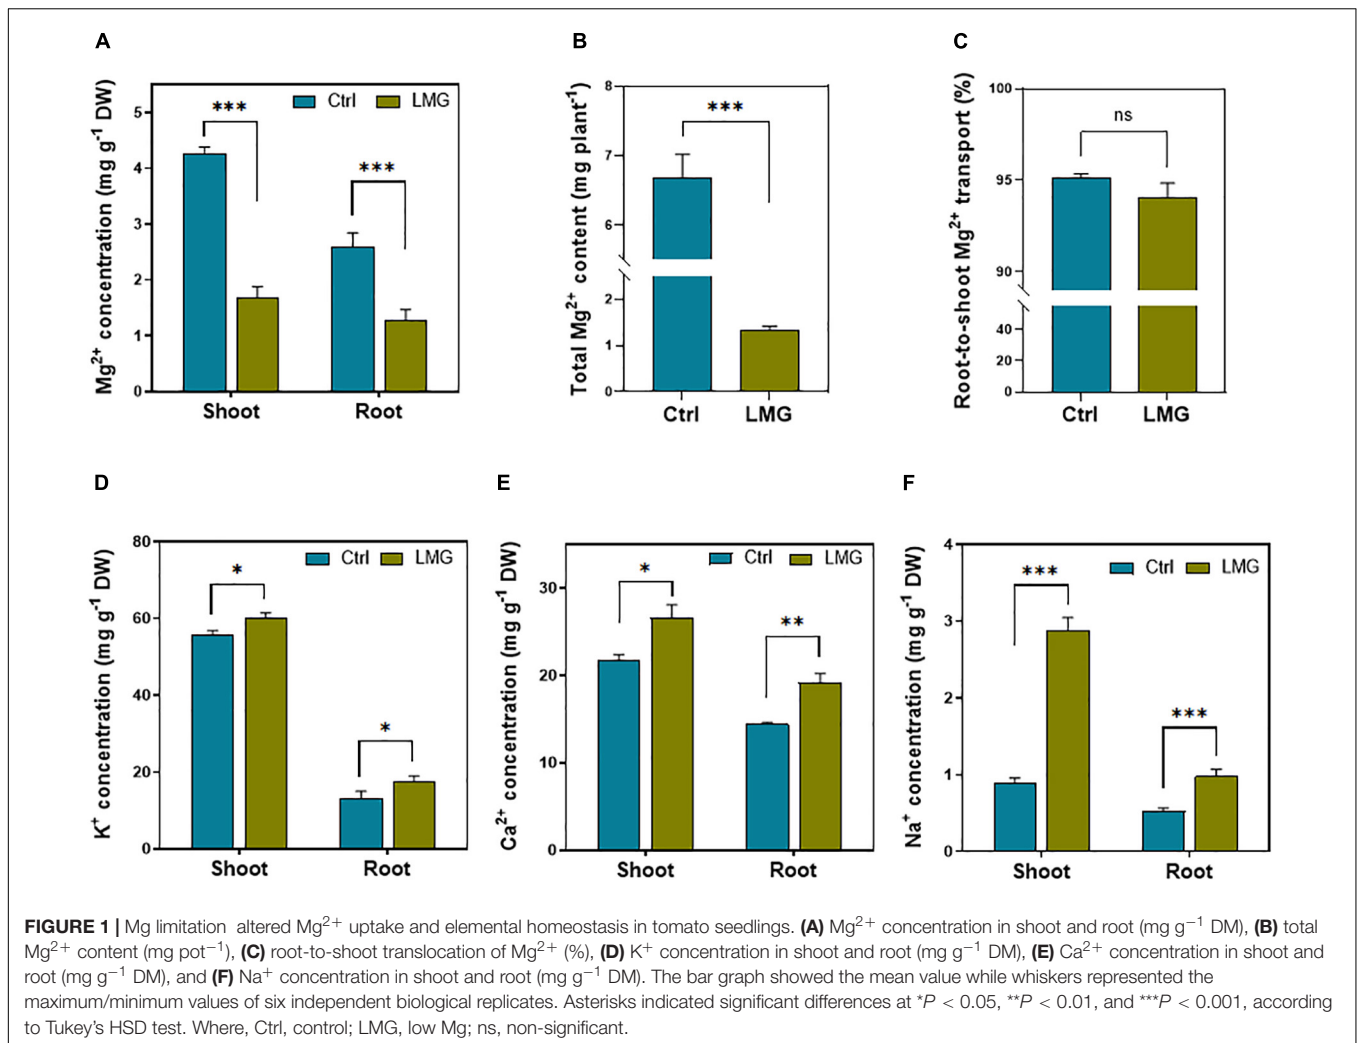 A
Mg2+ concentration (mg g-1 DW)
5
4
3
2
1
0
Ctrl LMG
***
***
Shoot Root
B
Total Mg2+ content (mg plant-1)
8
7
6
2
1
0
***
Ctrl LMG
C
Root-to-shoot Mg2+ transport (%)
100
95
90
40
20
0
ns
Ctrl LMG
D
K+ concentration (mg g-1 DW)
80
60
40
20
0
Ctrl LMG
*
*
Shoot Root
E
Ca2+ concentration (mg g-1 DW)
30
20
10
0
Ctrl LMG
*
**
Shoot Root
F
Na+ concentration (mg g-1 DW)
4
3
2
1
0
Ctrl LMG
***
***
Shoot Root
FIGURE 1 | Mg limitation altered Mg2+ uptake and elemental homeostasis in tomato seedlings. (A) Mg2+ concentration in shoot and root (mg g−1 DM), (B) total
Mg2+ content (mg pot−1), (C) root-to-shoot translocation of Mg2+ (%), (D) K+ concentration in shoot and root (mg g−1 DM), (E) Ca2+ concentration in shoot and
root (mg g−1 DM), and (F) Na+ concentration in shoot and root (mg g−1 DM). The bar graph showed the mean value while whiskers represented the
maximum/minimum values of six independent biological replicates. Asterisks indicated significant differences at *P < 0.05, **P < 0.01, and ***P < 0.001, according
to Tukey's HSD test. Where, Ctrl, control; LMG, low Mg; ns, non-significant.